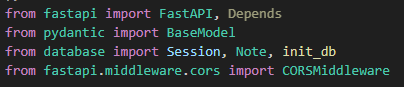 from fastapi import FastAPI, Depends
from pydantic import BaseModel
from database import Session, Note, init_db
from fastapi.middleware.cors import CORSMiddleware